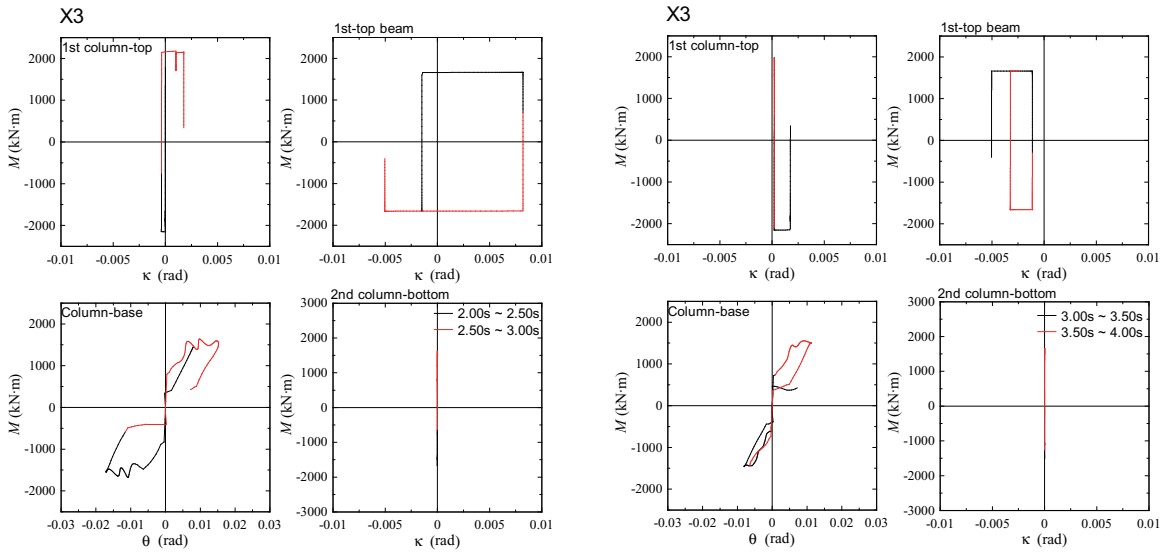 X3
1st column-top
2000
1000
0
-1000
-2000
M (kN·m)
-0.01 -0.005 0 0.005 0.01
κ (rad)
1st-top beam
2000
1000
0
-1000
-2000
M (kN·m)
-0.01 -0.005 0 0.005 0.01
κ (rad)
Column-base
2000
1000
0
-1000
-2000
M (kN·m)
-0.03 -0.02 -0.01 0 0.01 0.02 0.03
θ (rad)
2nd column-bottom
2.00s ~ 2.50s
2.50s ~ 3.00s
3000
2000
1000
0
-1000
-2000
-3000
M (kN·m)
-0.01 -0.005 0 0.005 0.01
κ (rad)
X3
1st column-top
2000
1000
0
-1000
-2000
M (kN·m)
-0.01 -0.005 0 0.005 0.01
κ (rad)
1st-top beam
2000
1000
0
-1000
-2000
M (kN·m)
-0.01 -0.005 0 0.005 0.01
κ (rad)
Column-base
2000
1000
0
-1000
-2000
M (kN·m)
-0.03 -0.02 -0.01 0 0.01 0.02 0.03
θ (rad)
2nd column-bottom
3.00s ~ 3.50s
3.50s ~ 4.00s
3000
2000
1000
0
-1000
-2000
-3000
M (kN·m)
-0.01 -0.005 0 0.005 0.01
κ (rad)